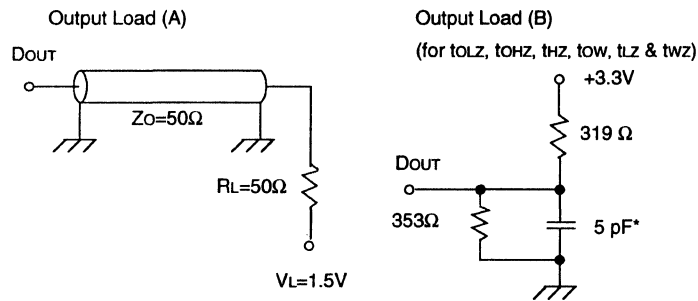 Output Load (A)
DOUT
ZO=50Ω
RL=50Ω
VL=1.5V
Output Load (B)
(for tOLZ, tOHZ, tHZ, tOW, tLZ & tWZ)
+3.3V
319 Ω
DOUT
353Ω
5 pF*